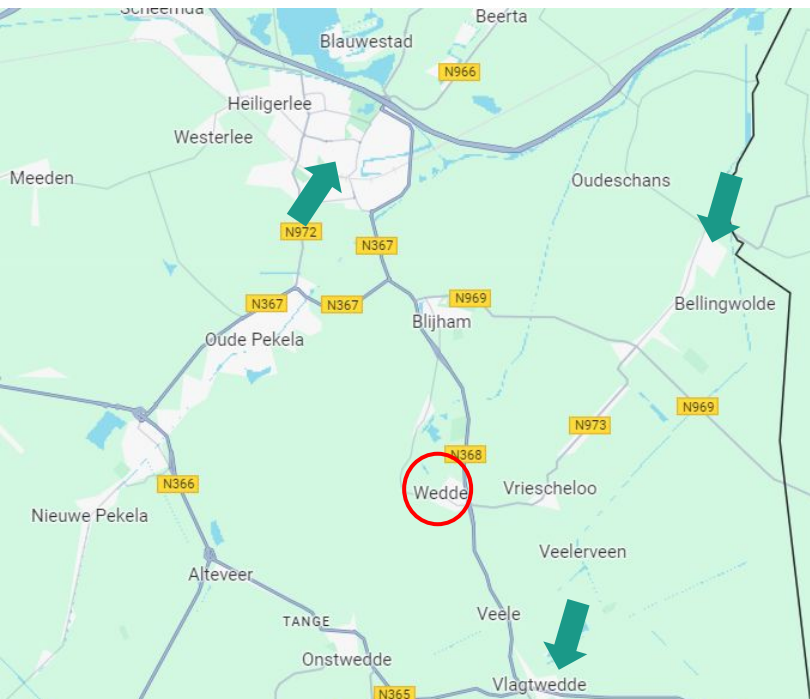 Scheemda
Beerta
Blauwestad
N966
Heiligerlee
Westerlee
Meeden
Oudeschans
N972
N367
N367
N367
N969
Bellingwolde
Blijham
Oude Pekela
N969
N973
N368
N366
Wedde
Vriescheloo
Nieuwe Pekela
Veelerveen
Alteveer
TANGE
Veele
Onstwedde
Vlagtwedde
N365